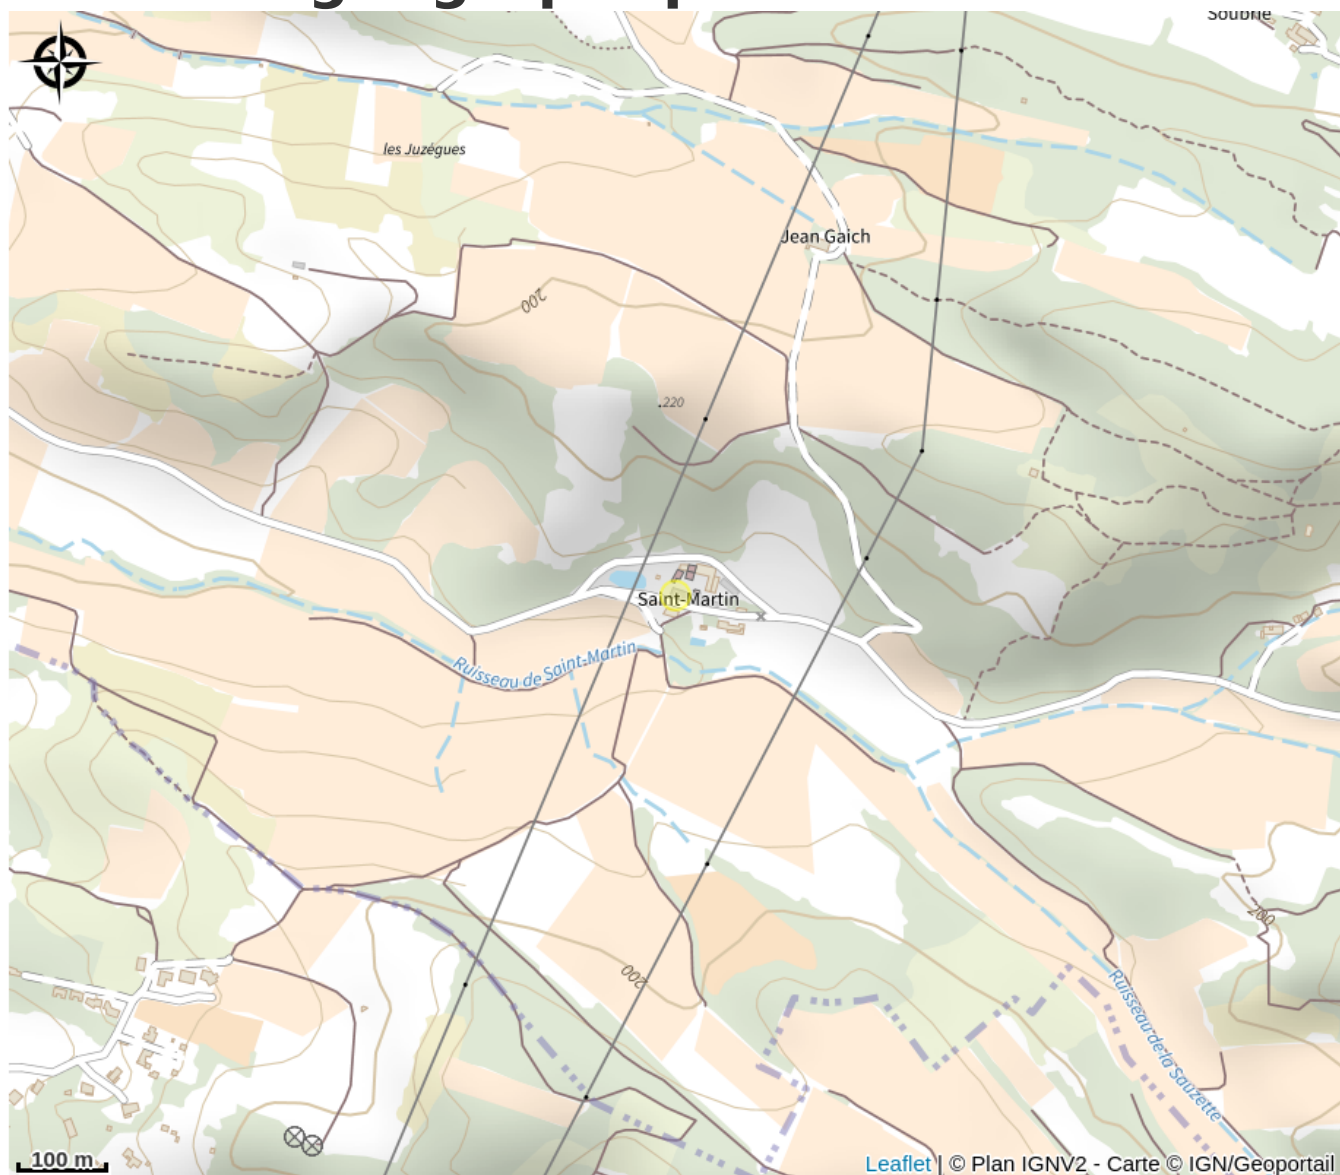 Soubrie
les Juzégues
Jean Gaich
200
.220
Saint-Martin
Ruisseau de Saint-Martin
200
200
Ruisseau de la Sauzette
100 m
Leaflet | © Plan IGNV2 - Carte © IGN/Geoportail